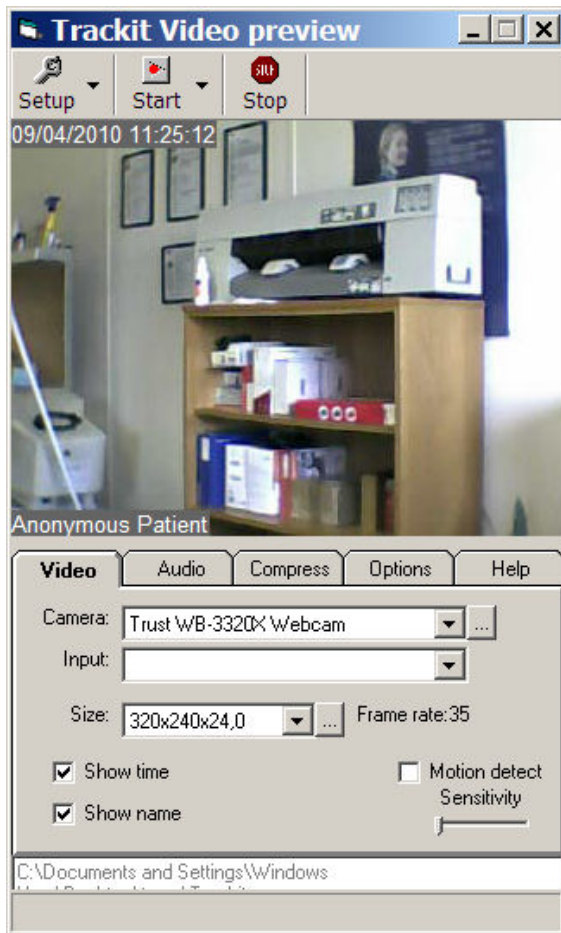 Trackit Video preview
Setup Start STOP Stop
09/04/2010 11:25:12
Anonymous Patient
Video Audio Compress Options Help
Camera: Trust WB-3320X Webcam ...
Input:
Size: 320x240x24,0 ... Frame rate:35
Show time Motion detect
Show name Sensitivity
C:\Documents and Settings\Windows